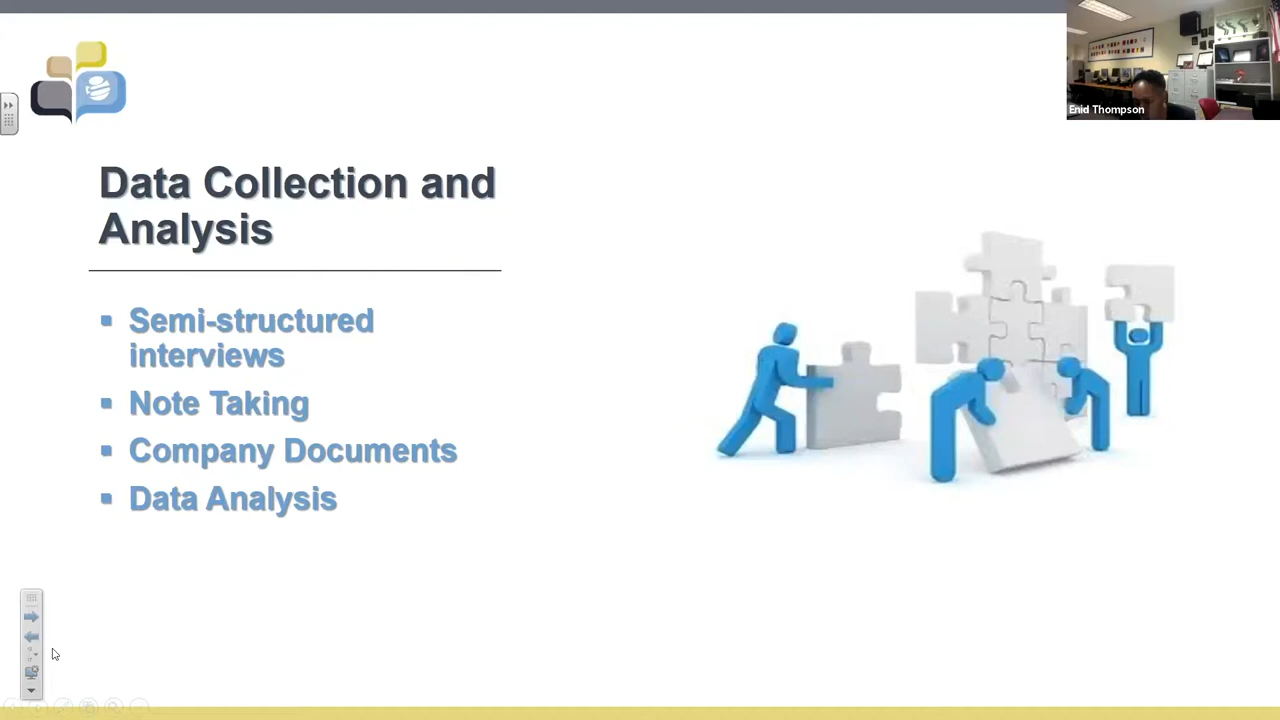 Enid Thompson
Data Collection and
Analysis
▪ Semi-structured
interviews
▪ Note Taking
▪ Company Documents
▪ Data Analysis